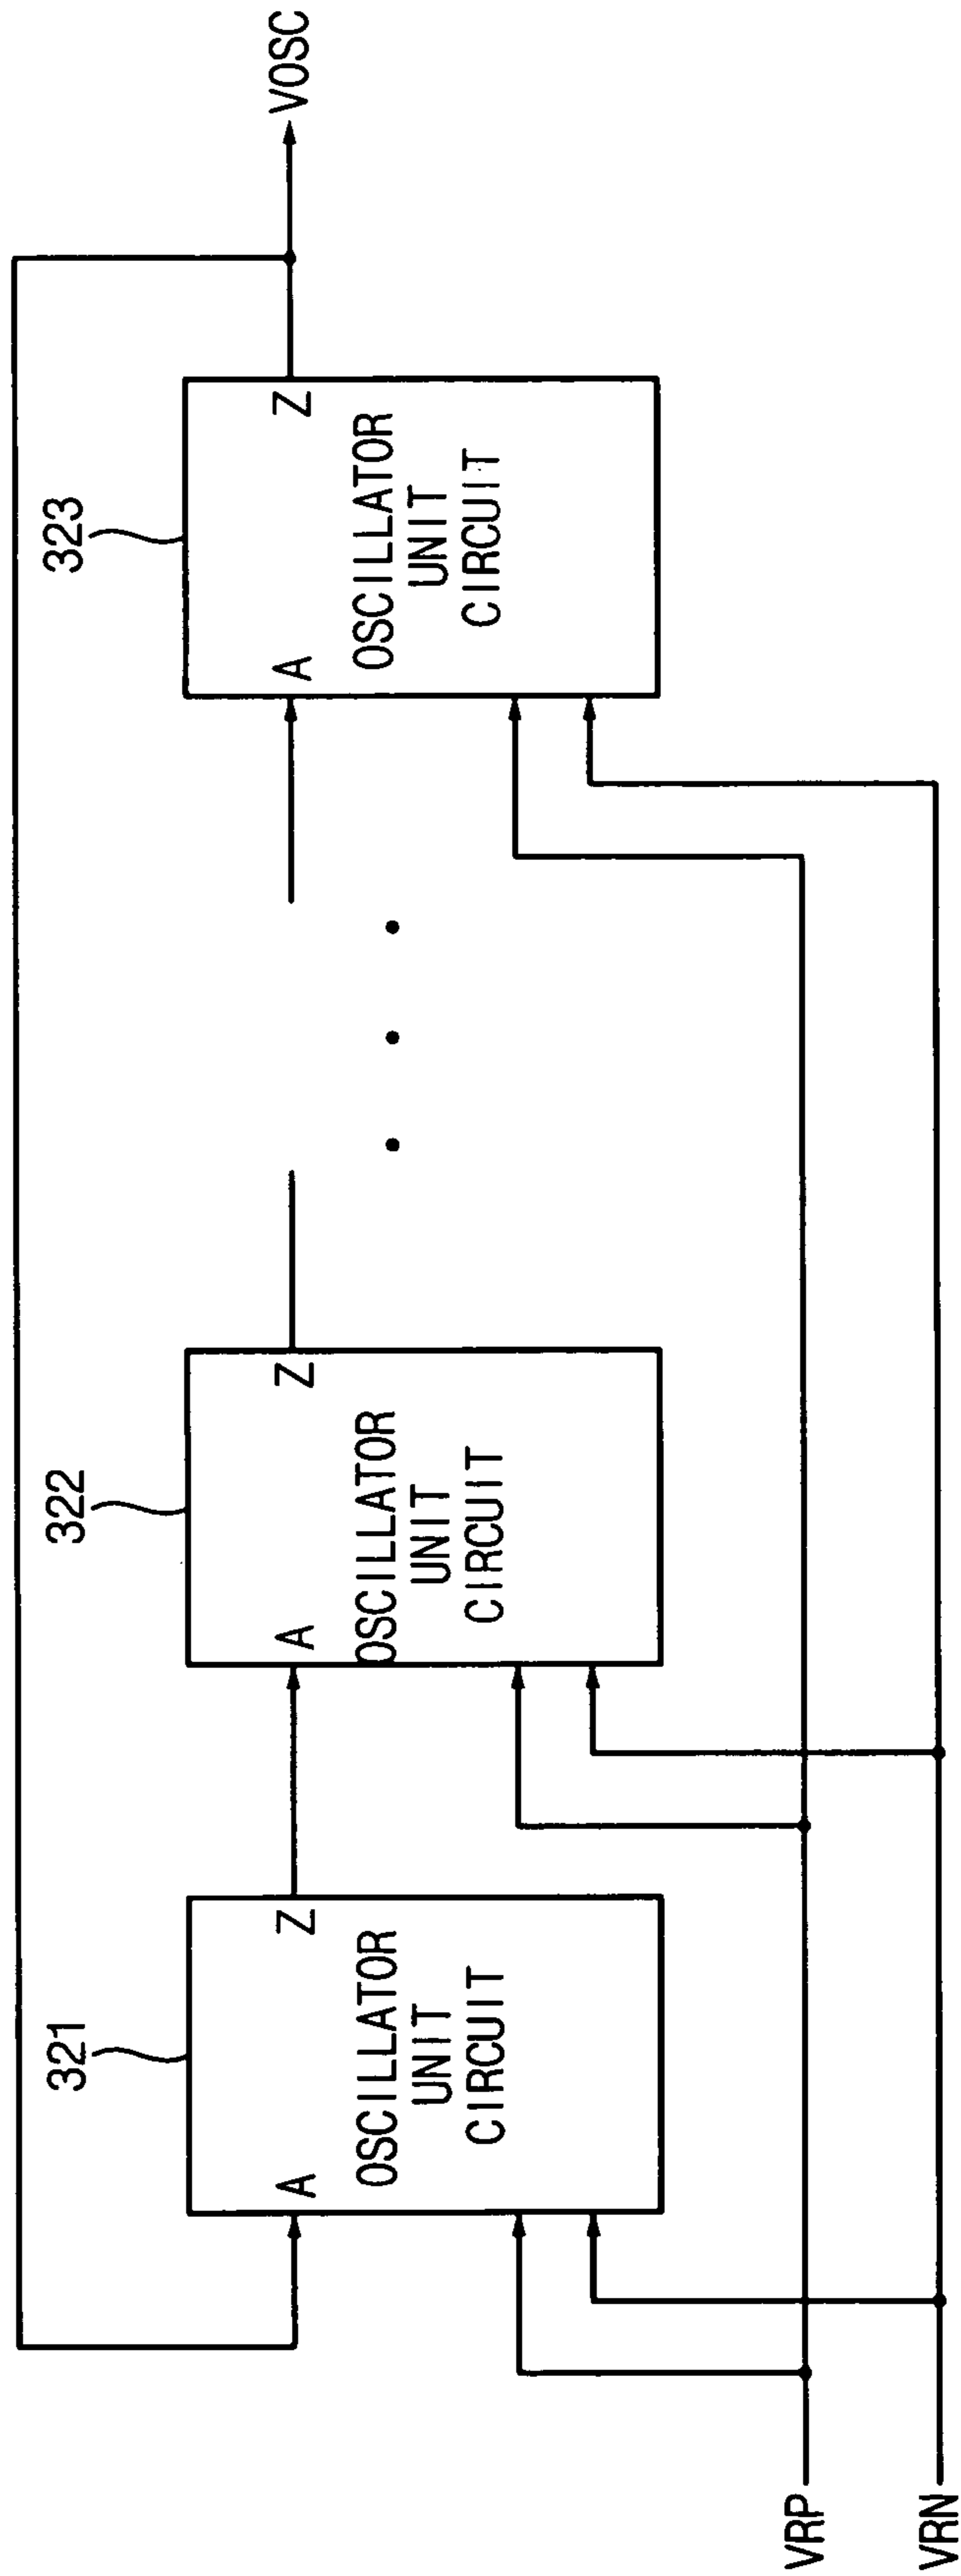 321
322
323
A
Z
OSCILLATOR
UNIT
CIRCUIT
A
Z
OSCILLATOR
UNIT
CIRCUIT
A
Z
OSCILLATOR
UNIT
CIRCUIT
VOSC
VRP
VRN